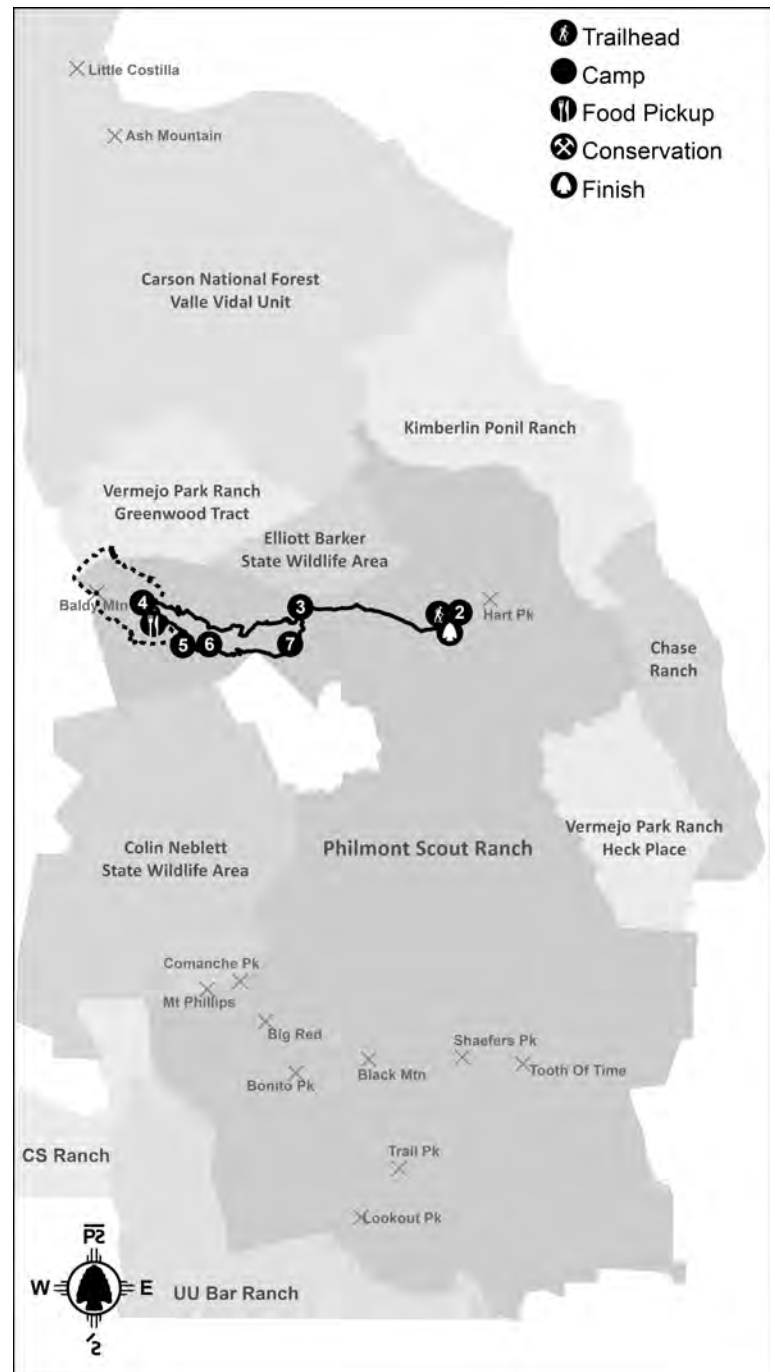 Trailhead
Camp
Food Pickup
Conservation
Finish
Little Costilla
Ash Mountain
Carson National Forest
Valle Vidal Unit
Kimberlin Ponil Ranch
Vermejo Park Ranch
Greenwood Tract
Elliott Barker
State Wildlife Area
Baldy Mtn
4
3
2
Hart Pk
5
6
7
Chase
Ranch
Colin Neblett
State Wildlife Area
Philmont Scout Ranch
Vermejo Park Ranch
Heck Place
Comanche Pk
Mt Phillips
Big Red
Bonito Pk
Black Mtn
Shaefers Pk
Tooth Of Time
Trail Pk
Lookout Pk
CS Ranch
W
E
UU Bar Ranch